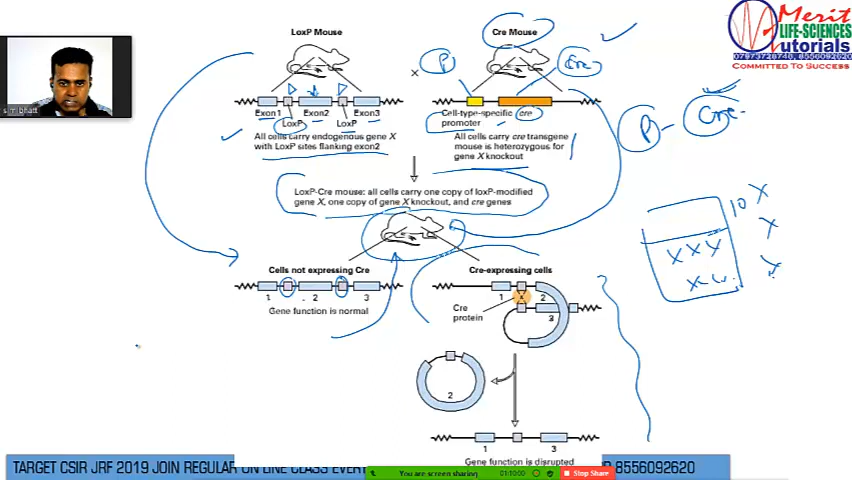 LoxP Mouse
Cre Mouse
Merit
LIFE-SCIENCES
utorials
COMMITTED TO SUCCESS
P
Cre
×
Exon1
Exon2
Exon3
LoxP
LoxP
Cell-type-specific cre
promoter
All cells carry endogenous gene X
with LoxP sites flanking exon2
All cells carry cre transgene
mouse is heterozygous for
gene X knockout
P - Cre
LoxP-Cre mouse: all cells carry one copy of loxP-modified
gene X, one copy of gene X knockout, and cre genes
10 X
X
X X X
X
Cells not expressing Cre
Cre-expressing cells
1 2 3
Gene function is normal
1 2
3
Cre
protein
2
1 3
Gene function is disrupted
TARGET CSIR JRF 2019 JOIN REGULAR ON LINE CLASS EVER
8556092620
You are screen sharing
01:10:00
Stop Share